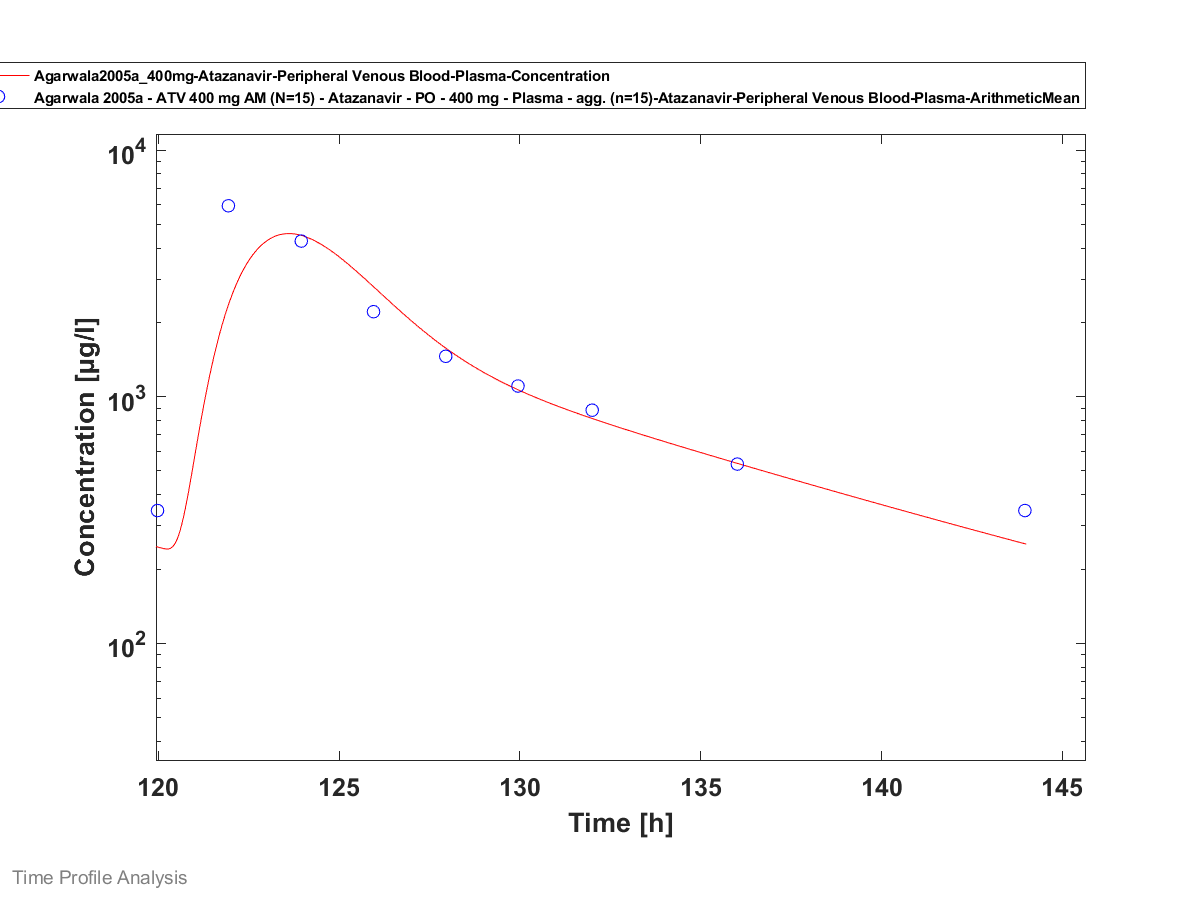 Agarwala2005a_400mg-Atazanavir-Peripheral Venous Blood-Plasma-Concentration
Agarwala 2005a - ATV 400 mg AM (N=15) - Atazanavir - PO - 400 mg - Plasma - agg. (n=15)-Atazanavir-Peripheral Venous Blood-Plasma-ArithmeticMean
10^4
10^3
10^2
Concentration [µg/l]
120 125 130 135 140 145
Time [h]
Time Profile Analysis